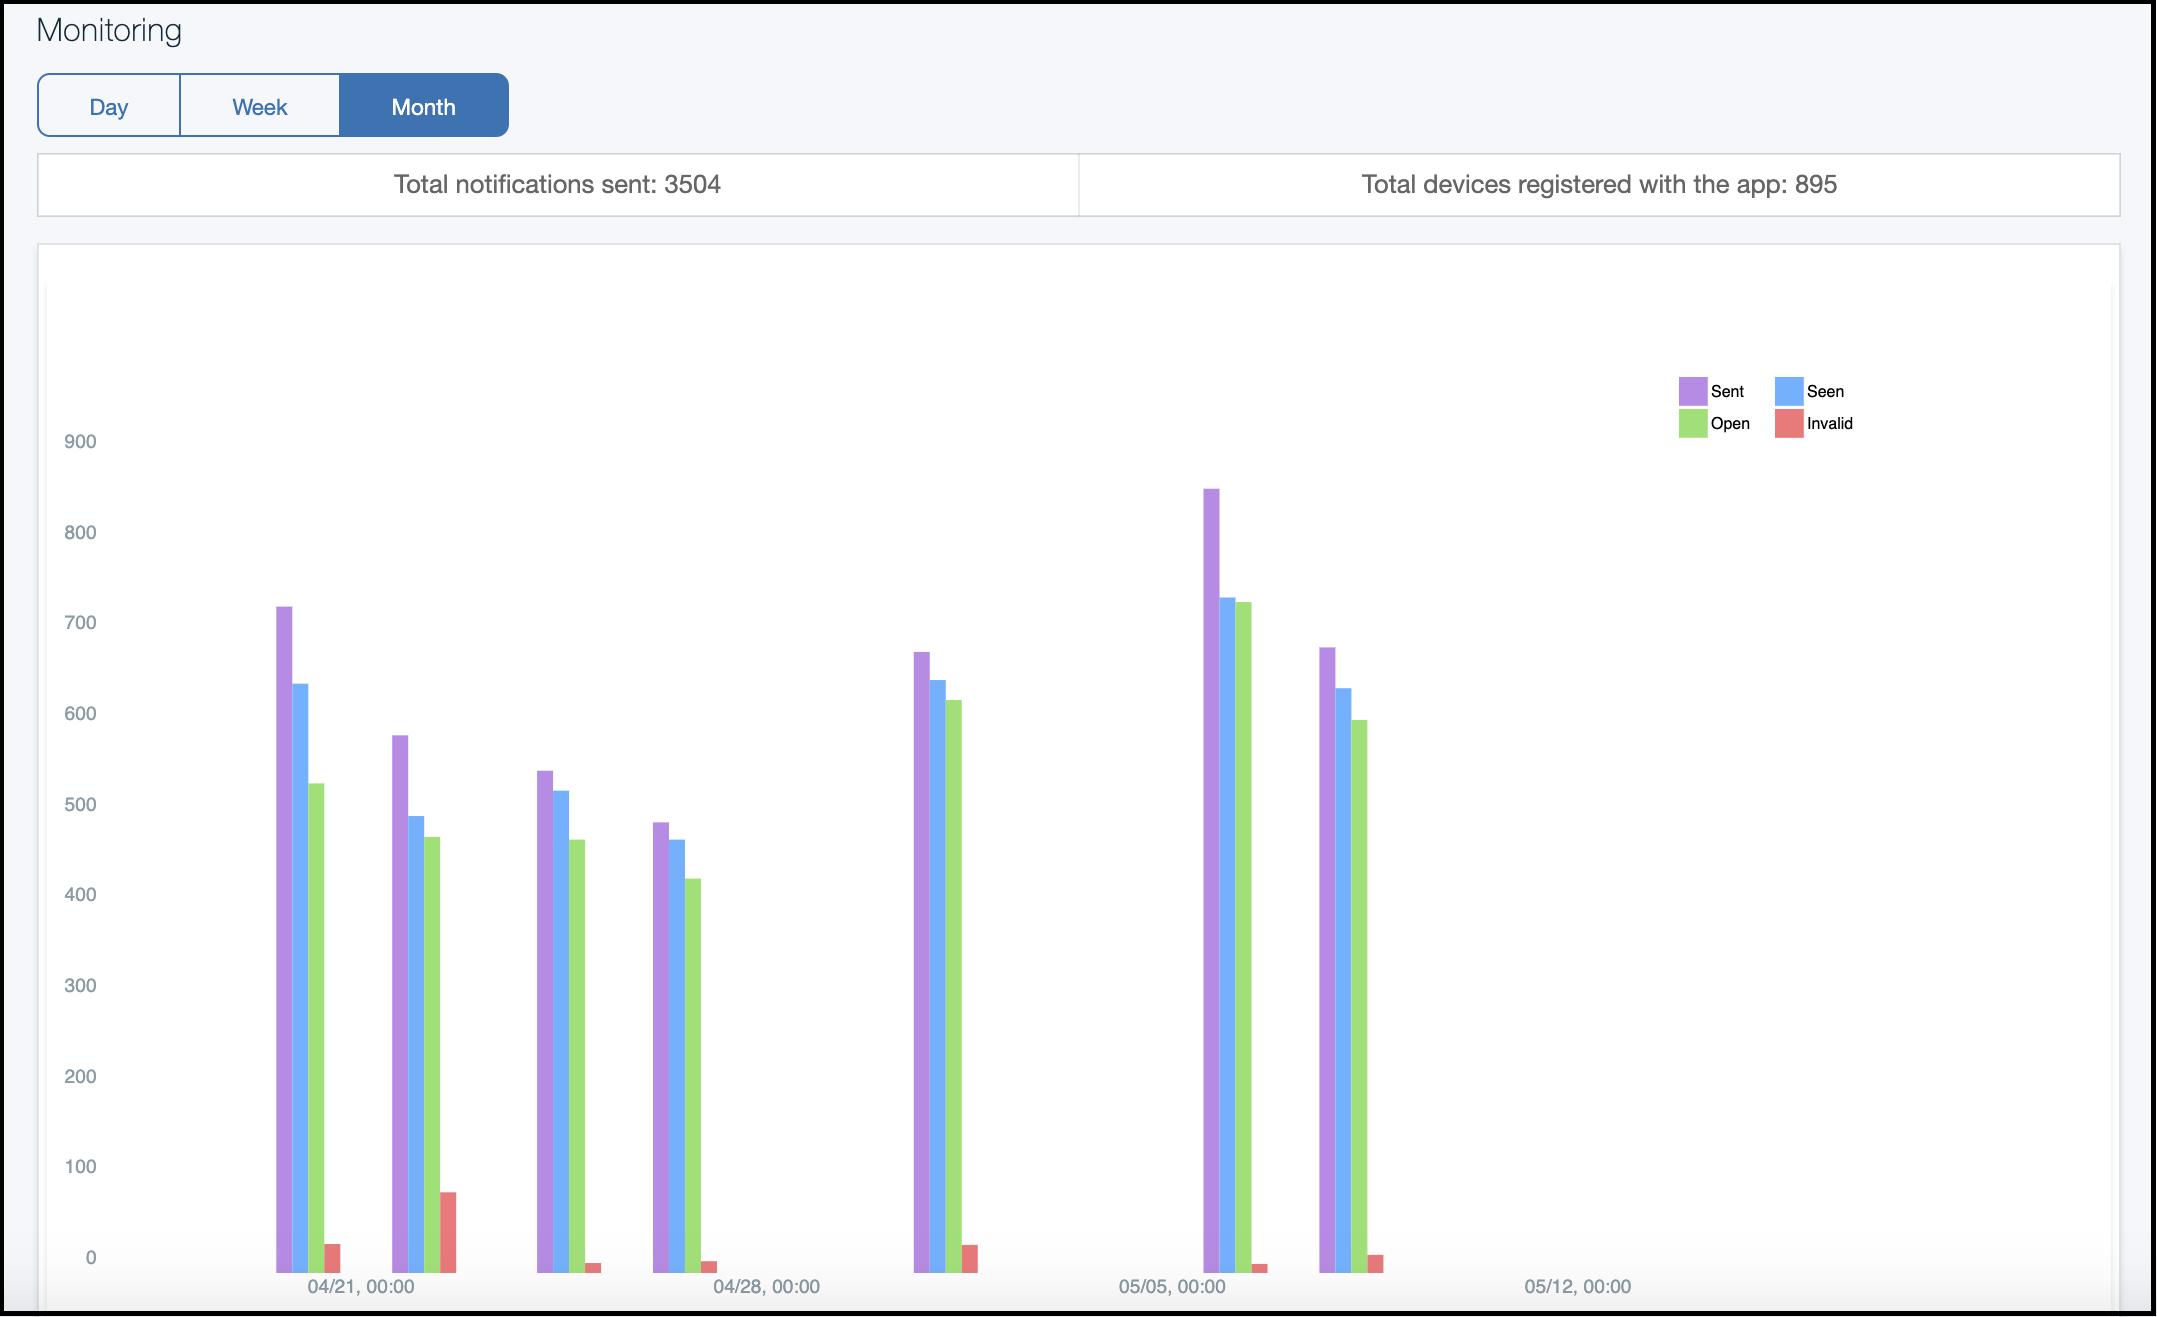 Monitoring
Day Week Month
Total notifications sent: 3504 Total devices registered with the app: 895
Sent Seen
Open Invalid
900
800
700
600
500
400
300
200
100
0
04/21, 00:00 04/28, 00:00 05/05, 00:00 05/12, 00:00